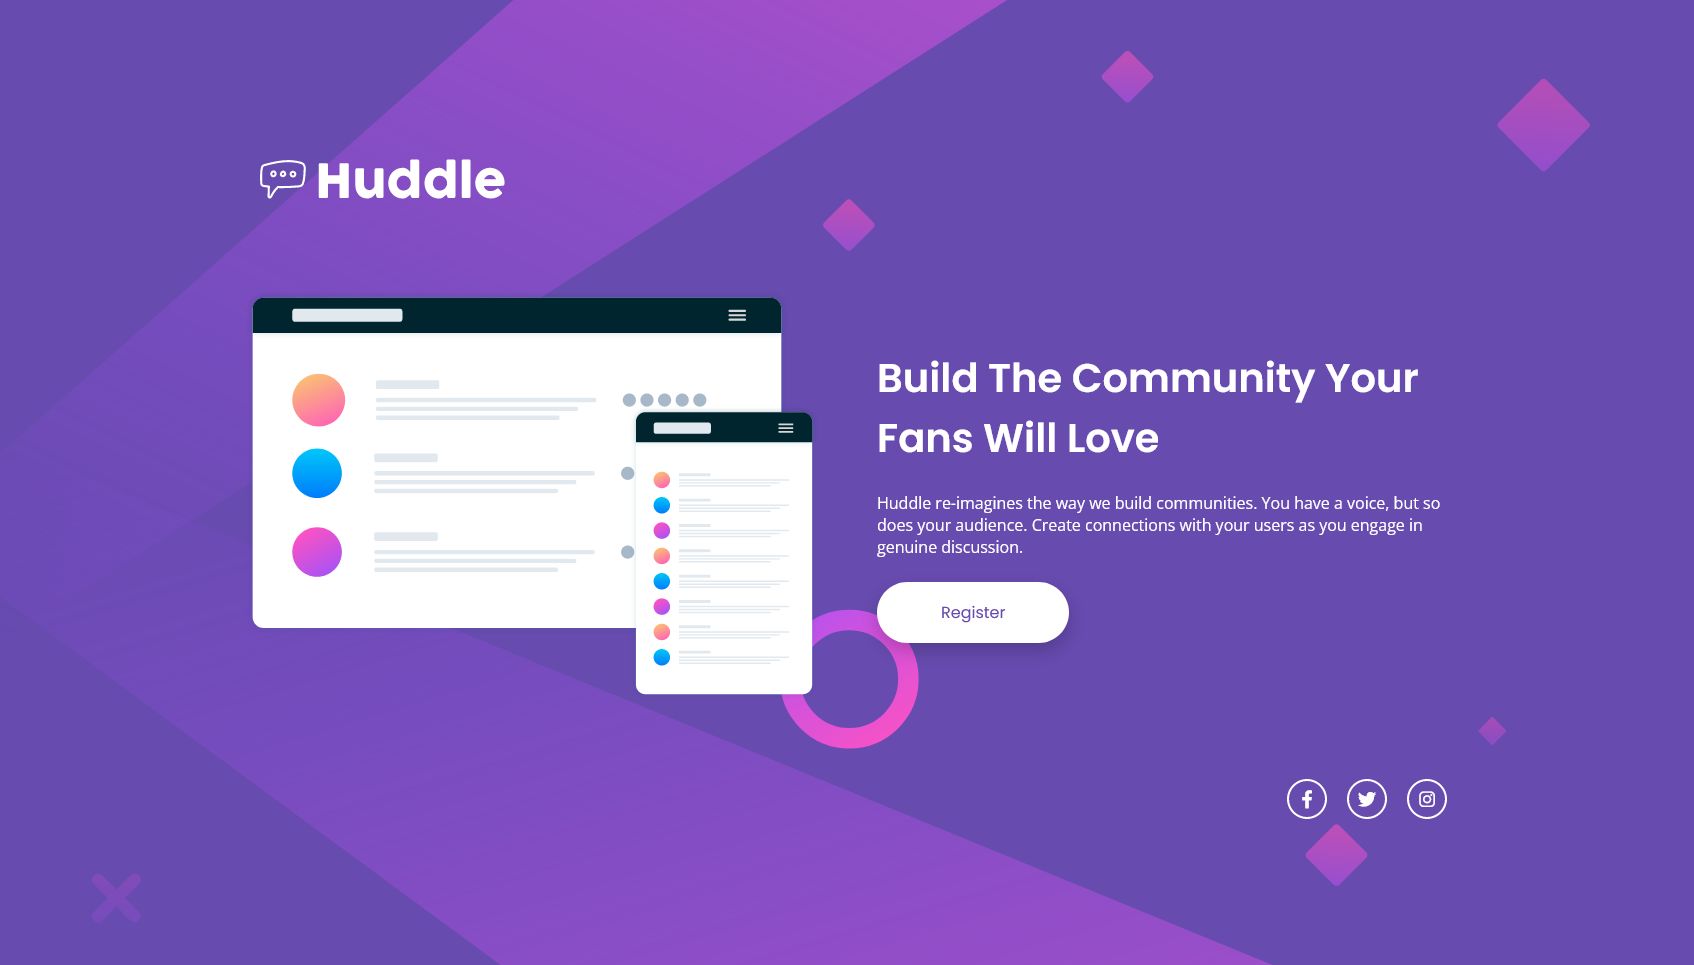 Huddle
Build The Community Your
Fans Will Love
Huddle re-imagines the way we build communities. You have a voice, but so
does your audience. Create connections with your users as you engage in
genuine discussion.
Register